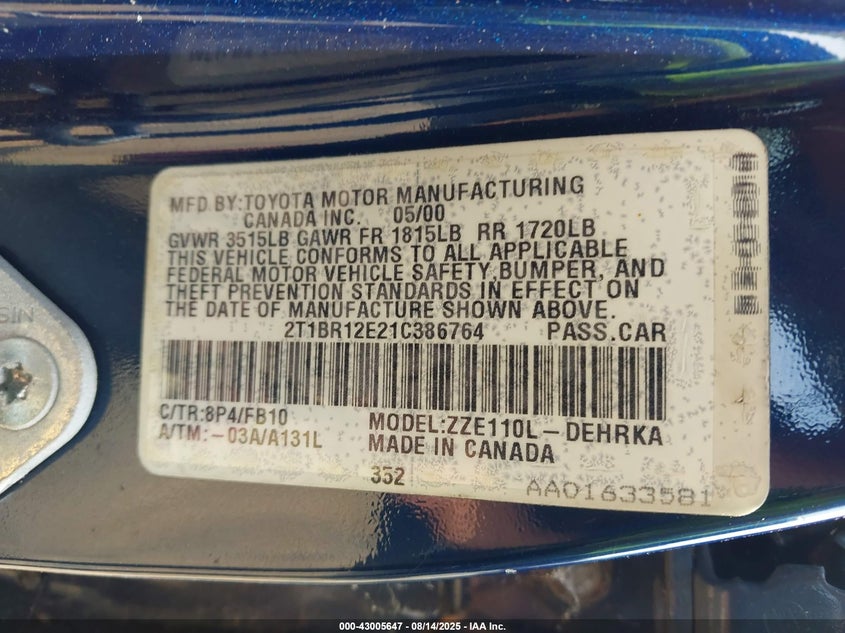 MFD BY:TOYOTA MOTOR MANUFACTURING
CANADA INC. 05/00
GVWR 3515LB GAWR FR 1815LB RR 1720LB
THIS VEHICLE CONFORMS TO ALL APPLICABLE
FEDERAL MOTOR VEHICLE SAFETY,BUMPER, AND
THEFT PREVENTION STANDARDS IN EFFECT ON
THE DATE OF MANUFACTURE SHOWN ABOVE.
2T1BR12E21C386764 PASS.CAR
C/TR:8P4/FB10 MODEL:ZZE110L-DEHRKA
A/TM:-03A/A131L MADE IN CANADA
352
AA01633581
000-43005647 - 08/14/2025 - IAA Inc.